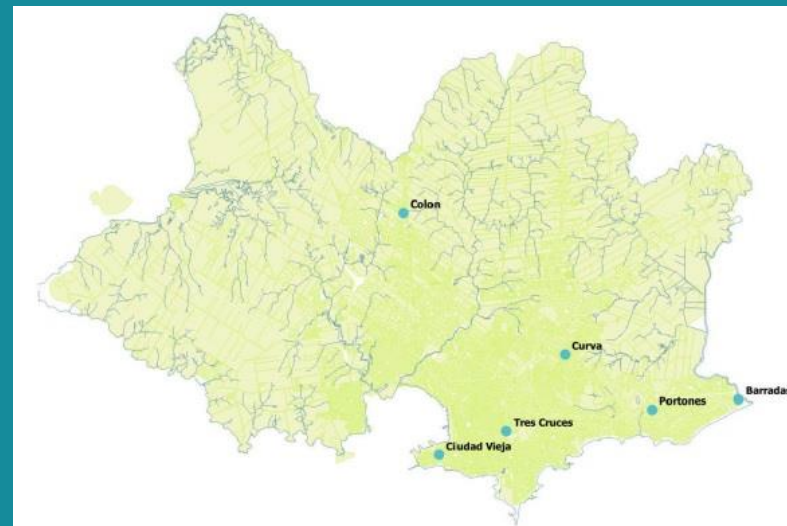 Colon
Curva
Barradas
Portones
Tres Cruces
Ciudad Vieja